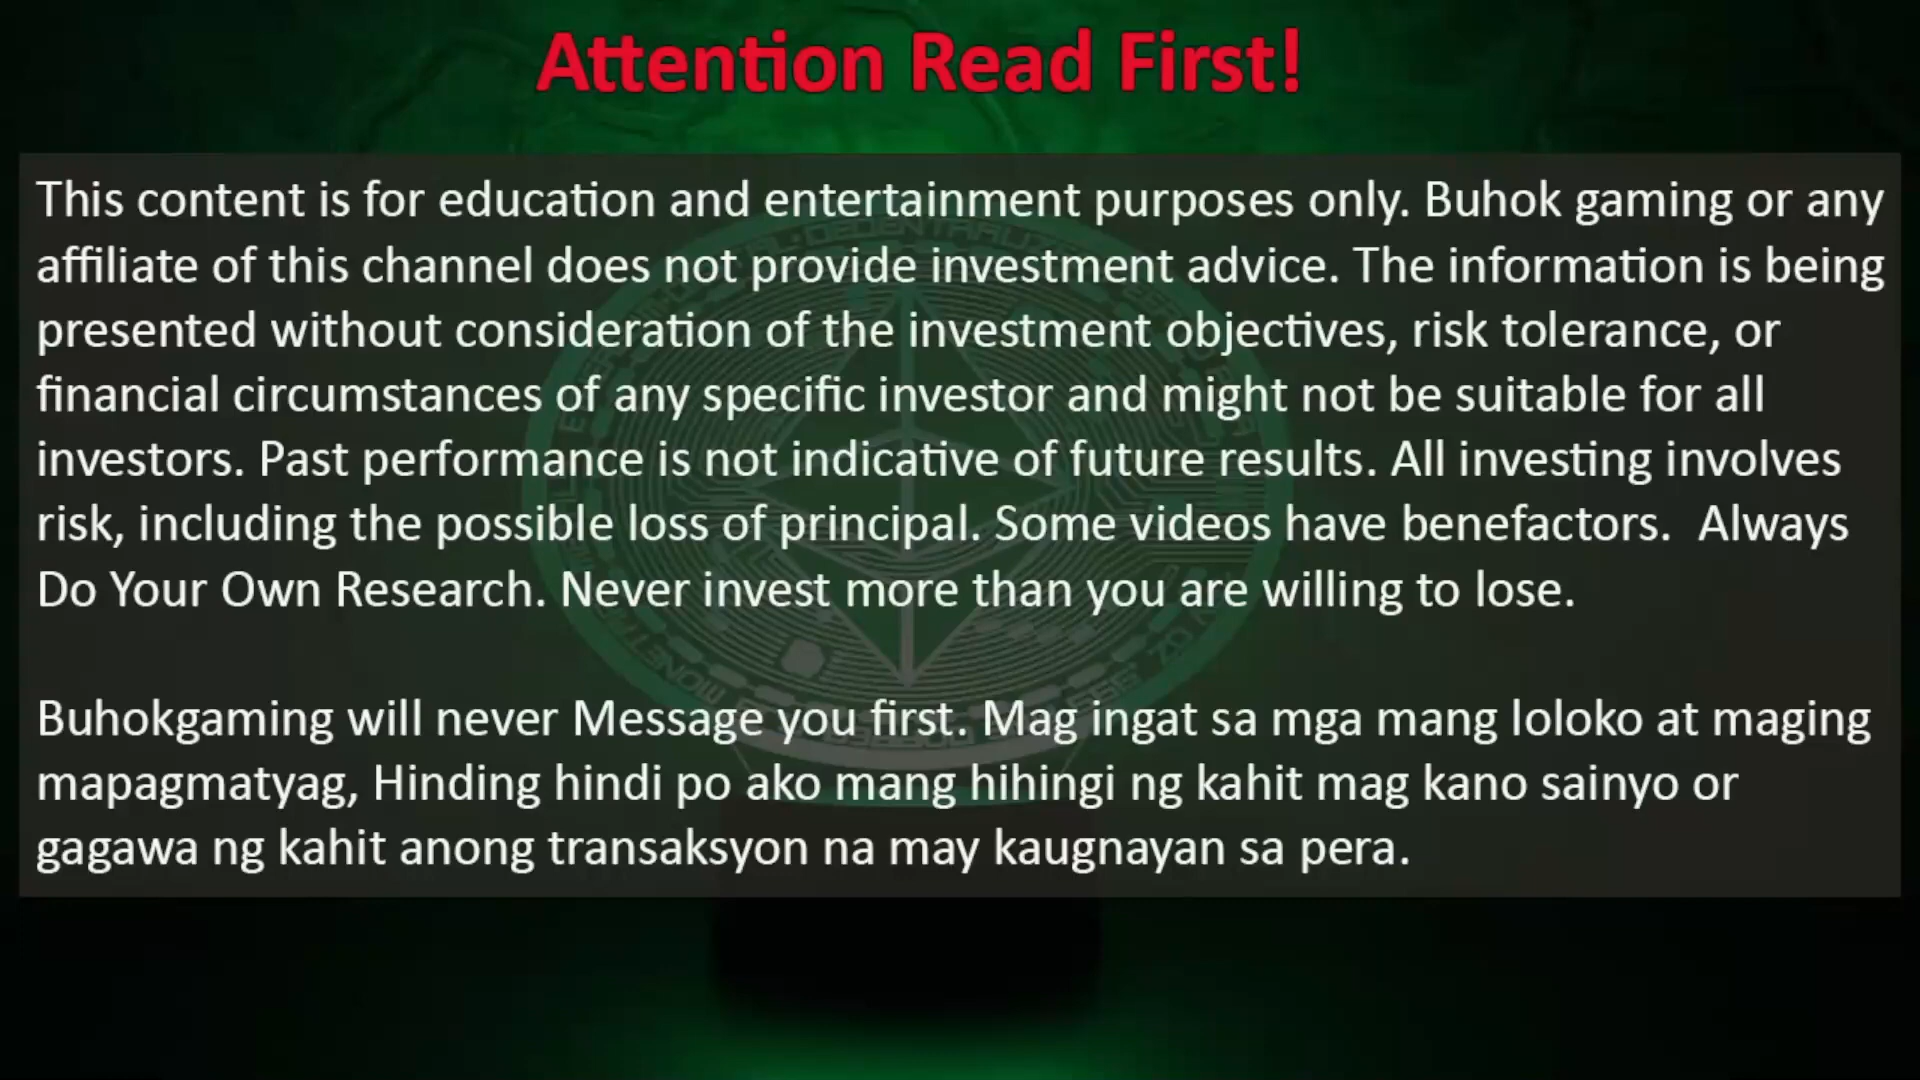 Attention Read First!
This content is for education and entertainment purposes only. Buhok gaming or any
affiliate of this channel does not provide investment advice. The information is being
presented without consideration of the investment objectives, risk tolerance, or
financial circumstances of any specific investor and might not be suitable for all
investors. Past performance is not indicative of future results. All investing involves
risk, including the possible loss of principal. Some videos have benefactors.  Always
Do Your Own Research. Never invest more than you are willing to lose.
Buhokgaming will never Message you first. Mag ingat sa mga mang loloko at maging
mapagmatyag, Hinding hindi po ako mang hihingi ng kahit mag kano sainyo or
gagawa ng kahit anong transaksyon na may kaugnayan sa pera.